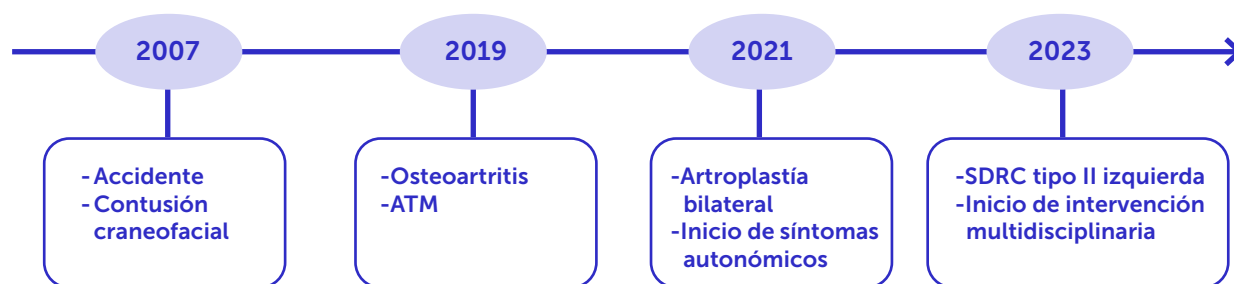 2007
2019
2021
2023
- Accidente
- Contusión
craneofacial
-Osteoartritis
-ATM
-Artroplastía
bilateral
-Inicio de síntomas
autonómicos
-SDRC tipo II izquierda
-Inicio de intervención
multidisciplinaria